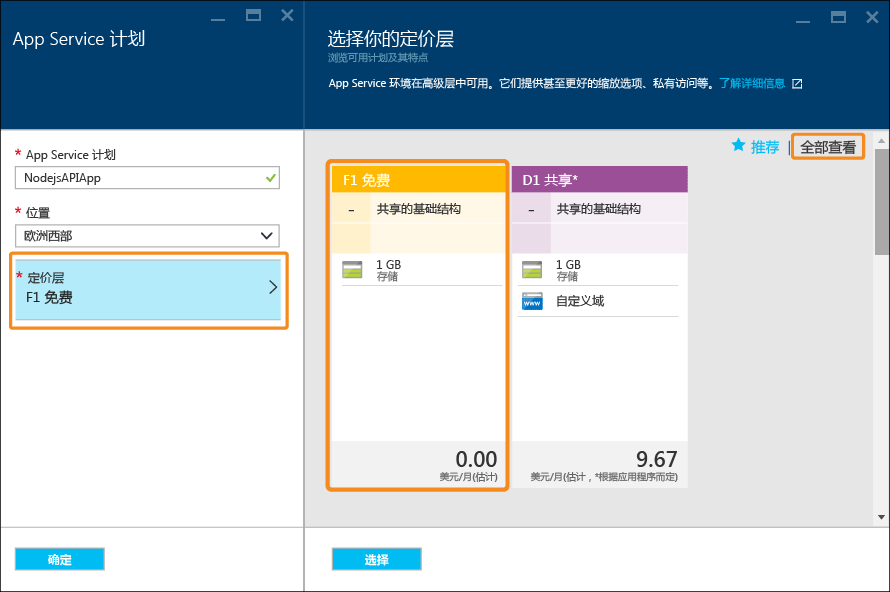 App Service 计划
* App Service 计划
NodejsAPIApp
* 位置
欧洲西部
* 定价层
F1 免费
确定
选择你的定价层
浏览可用计划及其特点
App Service 环境在高级层中可用。它们提供甚至更好的缩放选项、私有访问等。了解详细信息
推荐 | 全部查看
F1 免费
- 共享的基础结构
1 GB
存储
0.00
美元/月(估计)
D1 共享*
- 共享的基础结构
1 GB
存储
www 自定义域
9.67
美元/月(估计，*根据应用程序而定)
选择